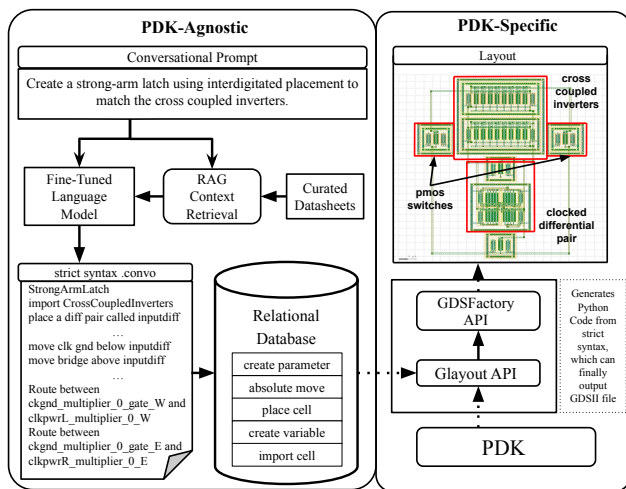 PDK-Agnostic
Conversational Prompt
Create a strong-arm latch using interdigitated placement to
match the cross coupled inverters.
Fine-Tuned
Language
Model
RAG
Context
Retrieval
Curated
Datasheets
strict syntax .convo
StrongArmLatch
import CrossCoupledInverters
place a diff pair called inputdiff
…
move clk gnd below inputdiff
move bridge above inputdiff
…
Route between
ckgnd_multiplier_0_gate_W and
clkpwrL_multiplier_0_W
Route between
ckgnd_multiplier_0_gate_E and
clkpwrR_multiplier_0_E
Relational
Database
create parameter
absolute move
place cell
create variable
import cell
PDK-Specific
Layout
cross
coupled
inverters
pmos
switches
clocked
differential
pair
GDSFactory
API
Glayout API
PDK
Generates
Python
Code from
strict
syntax,
which can
finally
output
GDSII file